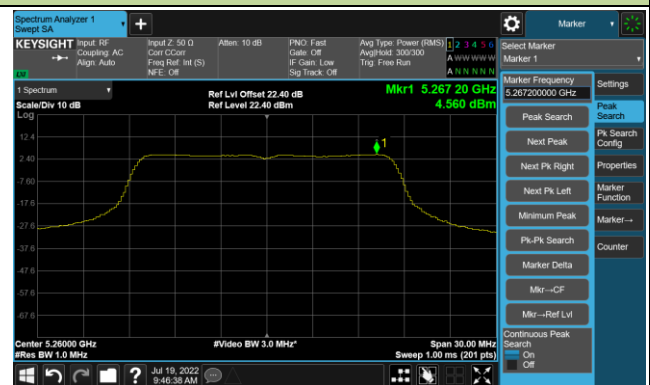 Spectrum Analyzer 1
Swept SA
Marker
KEYSIGHT
Input: RF
Coupling: AC
Align: Auto
Input Z: 50 Ω
Corr CCorr
Freq Ref: Int (S)
NFE: Off
Atten: 10 dB
PNO: Fast
Gate: Off
IF Gain: Low
Sig Track: Off
Avg Type: Power (RMS)
Avg|Hold: 300/300
Trig: Free Run
1 2 3 4 5 6
A W W W W W
A N N N N N
LXI
1 Spectrum
Scale/Div 10 dB
Log
Ref Lvl Offset 22.40 dB
Ref Level 22.40 dBm
Mkr1 5.267 20 GHz
4.560 dBm
1
12.4
2.40
-7.60
-17.6
-27.6
-37.6
-47.6
-57.6
-67.6
Center 5.26000 GHz
#Res BW 1.0 MHz
#Video BW 3.0 MHz*
Span 30.00 MHz
Sweep 1.00 ms (201 pts)
Jul 19, 2022
9:46:38 AM
Select Marker
Marker 1
Marker Frequency
5.267200000 GHz
Peak Search
Next Peak
Next Pk Right
Next Pk Left
Minimum Peak
Pk-Pk Search
Marker Delta
Mkr→CF
Mkr→Ref Lvl
Continuous Peak
Search
On
Off
Settings
Peak
Search
Pk Search
Config
Properties
Marker
Function
Marker→
Counter